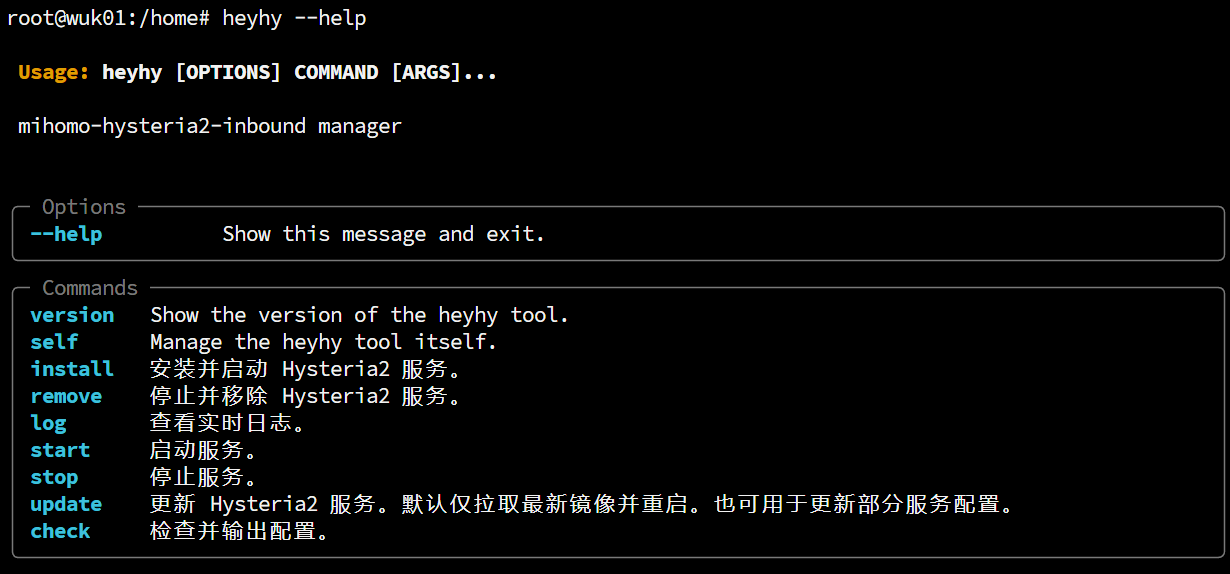 root@wuk01:/home# heyhy --help
Usage: heyhy [OPTIONS] COMMAND [ARGS]...
mihomo-hysteria2-inbound manager
Options
--help Show this message and exit.
Commands
version Show the version of the heyhy tool.
self Manage the heyhy tool itself.
install 安装并启动 Hysteria2 服务。
remove 停止并移除 Hysteria2 服务。
log 查看实时日志。
start 启动服务。
stop 停止服务。
update 更新 Hysteria2 服务。默认仅拉取最新镜像并重启。也可用于更新部分服务配置。
check 检查并输出配置。